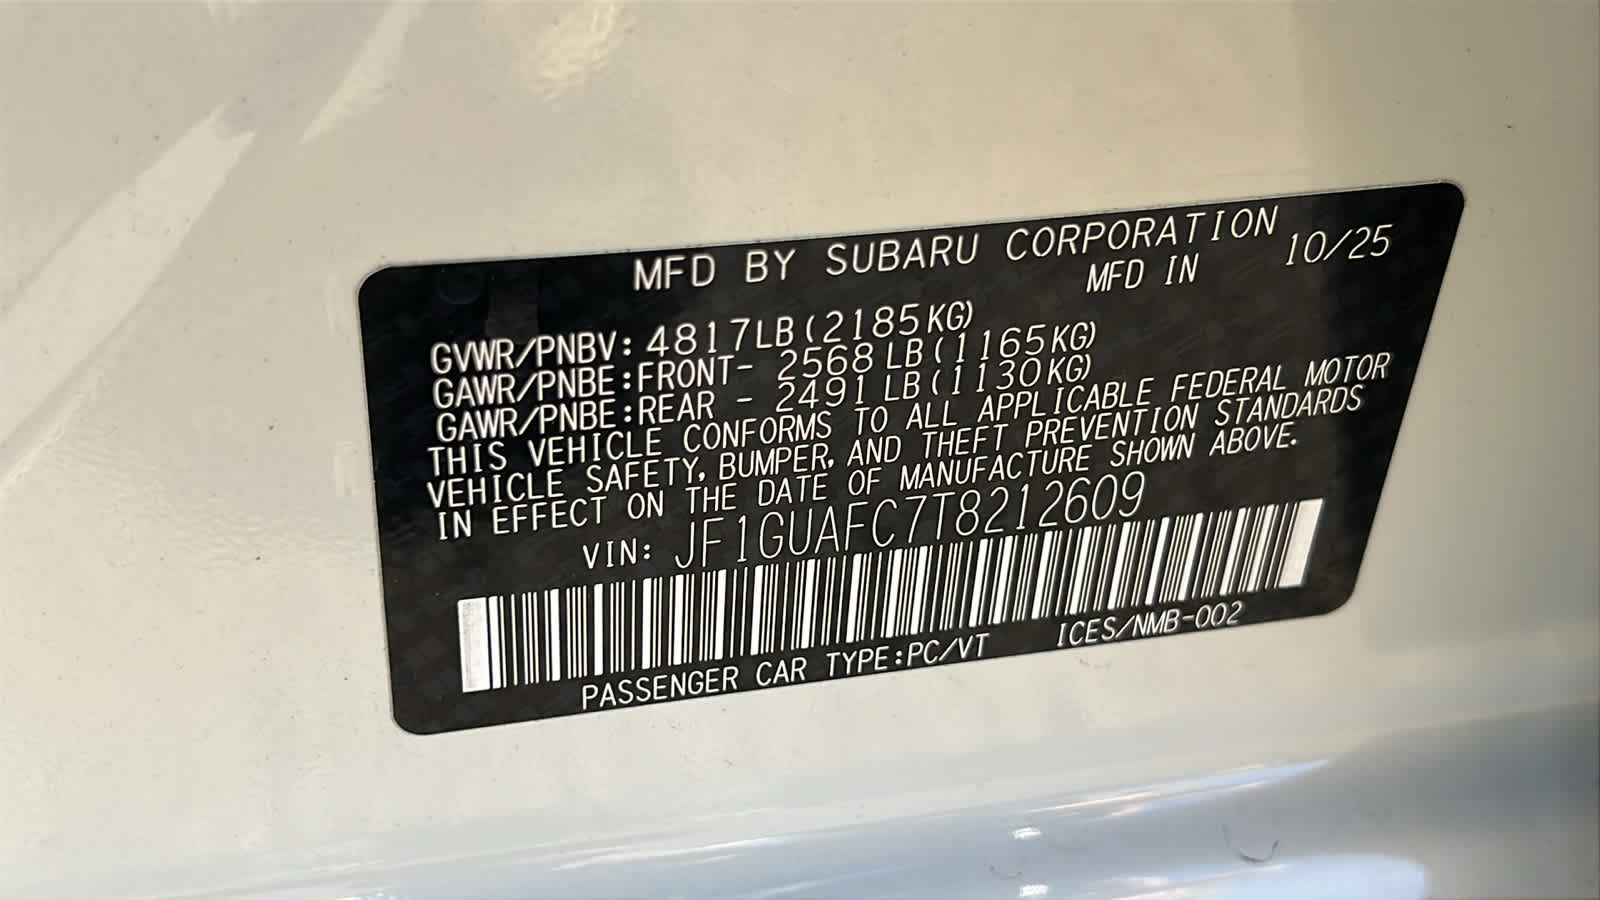 MFD BY SUBARU CORPORATION
MFD IN 10/25
GVWR/PNBV: 4817LB(2185KG)
GAWR/PNBE:FRONT- 2568 LB(1165KG)
GAWR/PNBE:REAR - 2491 LB(1130KG)
THIS VEHICLE CONFORMS TO ALL APPLICABLE FEDERAL MOTOR
VEHICLE SAFETY, BUMPER, AND THEFT PREVENTION STANDARDS
IN EFFECT ON THE DATE OF MANUFACTURE SHOWN ABOVE.
VIN: JF1GUAFC7T8212609
PASSENGER CAR TYPE:PC/VT ICES/NMB-002